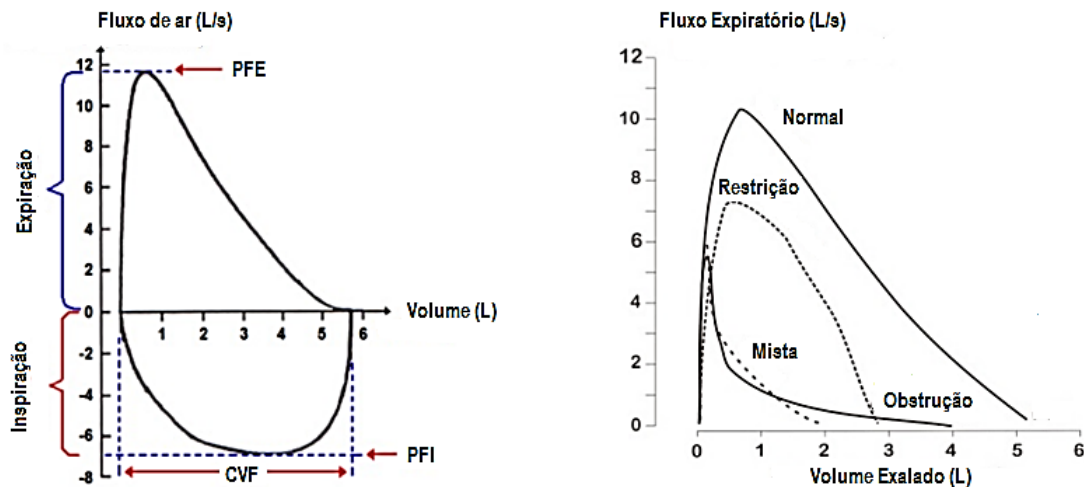 Fluxo de ar (L/s)
12
PFE
10
8
6
4
2
0
Expiração
Volume (L)
1 2 3 4 5 6
-2
-4
-6
-8
Inspiração
PFI
CVF
Fluxo Expiratório (L/s)
12
10
8
6
4
2
0
Normal
Restrição
Mista
Obstrução
0 1 2 3 4 5 6
Volume Exalado (L)